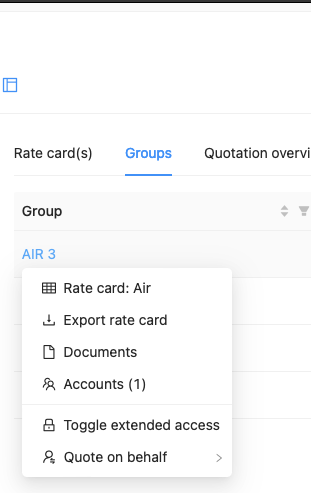 Rate card(s) Groups Quotation overvi
Group
AIR 3
Rate card: Air
Export rate card
Documents
Accounts (1)
Toggle extended access
Quote on behalf